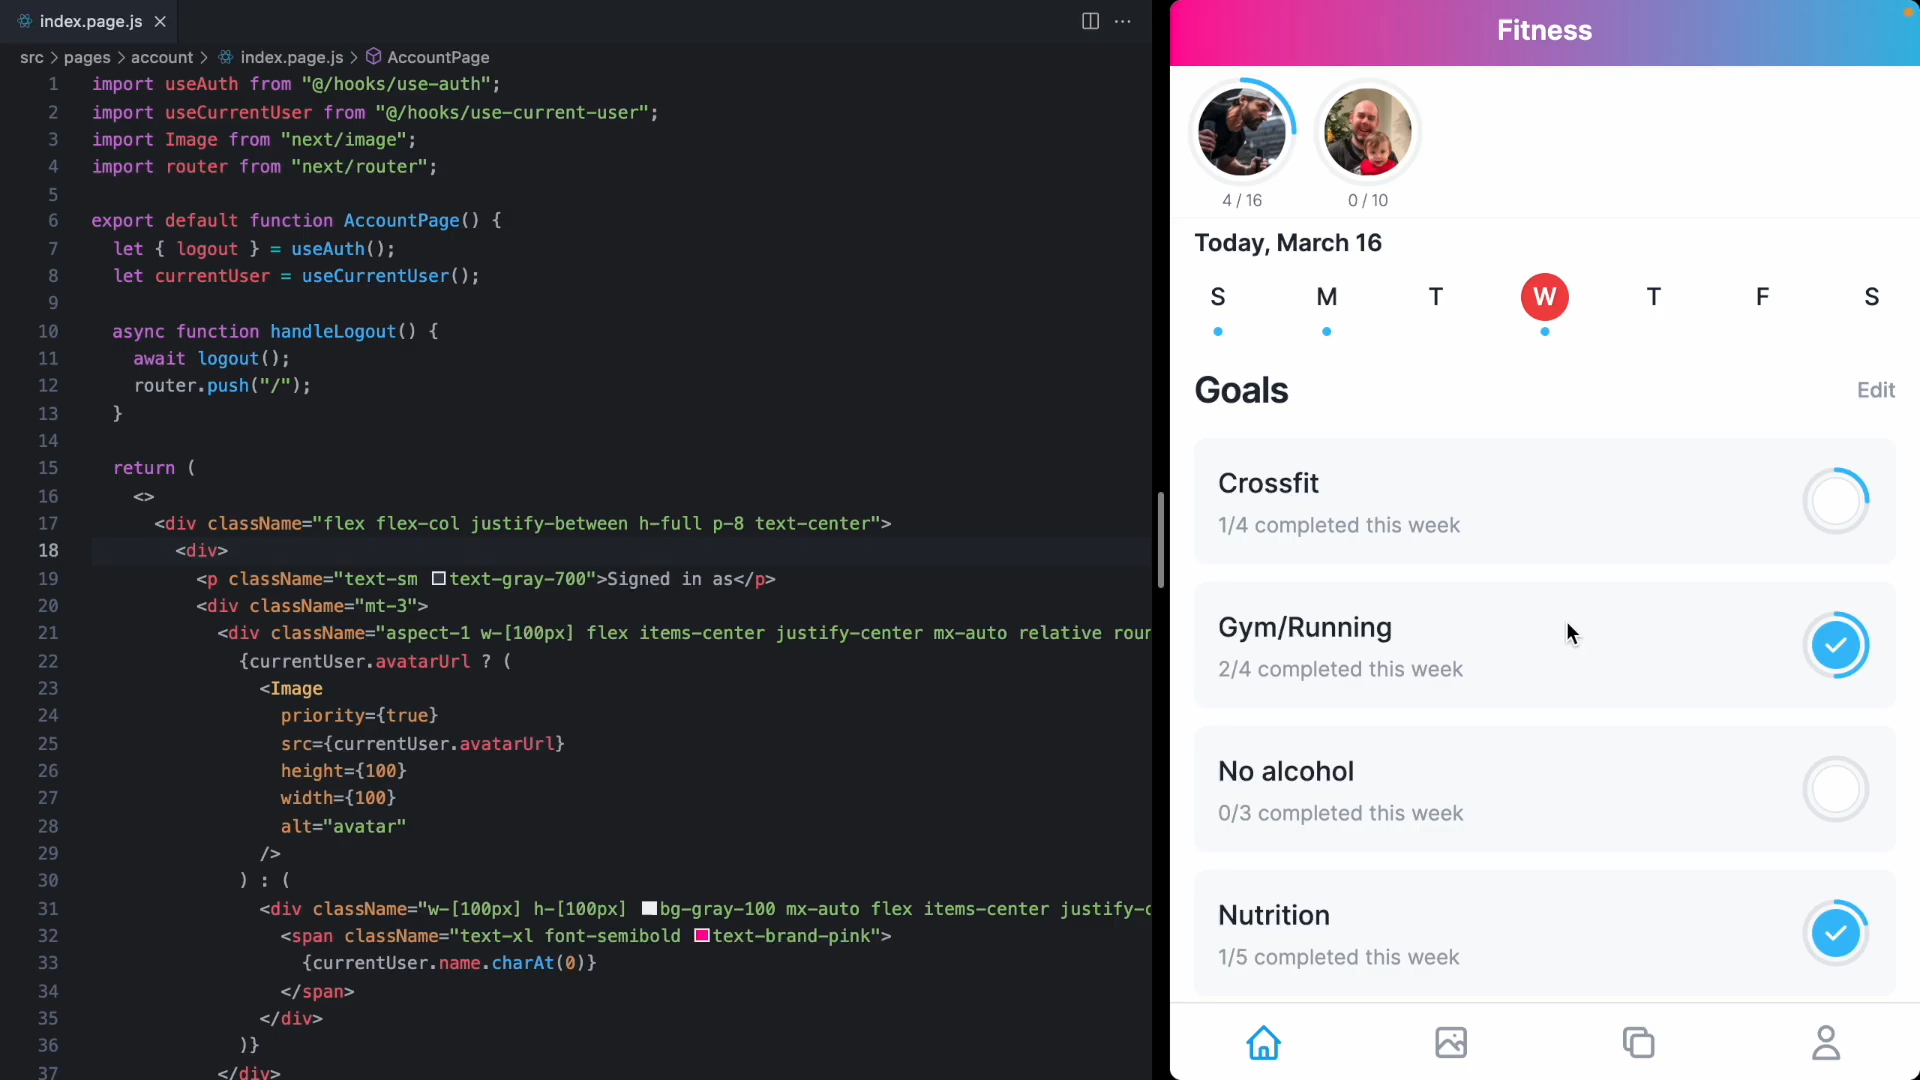 index.page.js
src > pages > account > index.page.js > AccountPage
1 import useAuth from "@/hooks/use-auth";
2 import useCurrentUser from "@/hooks/use-current-user";
3 import Image from "next/image";
4 import router from "next/router";
5
6 export default function AccountPage() {
7 let { logout } = useAuth();
8 let currentUser = useCurrentUser();
9
10 async function handleLogout() {
11 await logout();
12 router.push("/");
13 }
14
15 return (
16 <>
17 <div className="flex flex-col justify-between h-full p-8 text-center">
18 <div>
19 <p className="text-sm text-gray-700">Signed in as</p>
20 <div className="mt-3">
21 <div className="aspect-1 w-[100px] flex items-center justify-center mx-auto relative rour
22 {currentUser.avatarUrl ? (
23 <Image
24 priority={true}
25 src={currentUser.avatarUrl}
26 height={100}
27 width={100}
28 alt="avatar"
29 />
30 ) : (
31 <div className="w-[100px] h-[100px] bg-gray-100 mx-auto flex items-center justify-c
32 <span className="text-xl font-semibold text-brand-pink">
33 {currentUser.name.charAt(0)}
34 </span>
35 </div>
36 )}
37 </div>
Fitness
4 / 16
0 / 10
Today, March 16
S M T W T F S
Goals
Edit
Crossfit
1/4 completed this week
Gym/Running
2/4 completed this week
No alcohol
0/3 completed this week
Nutrition
1/5 completed this week